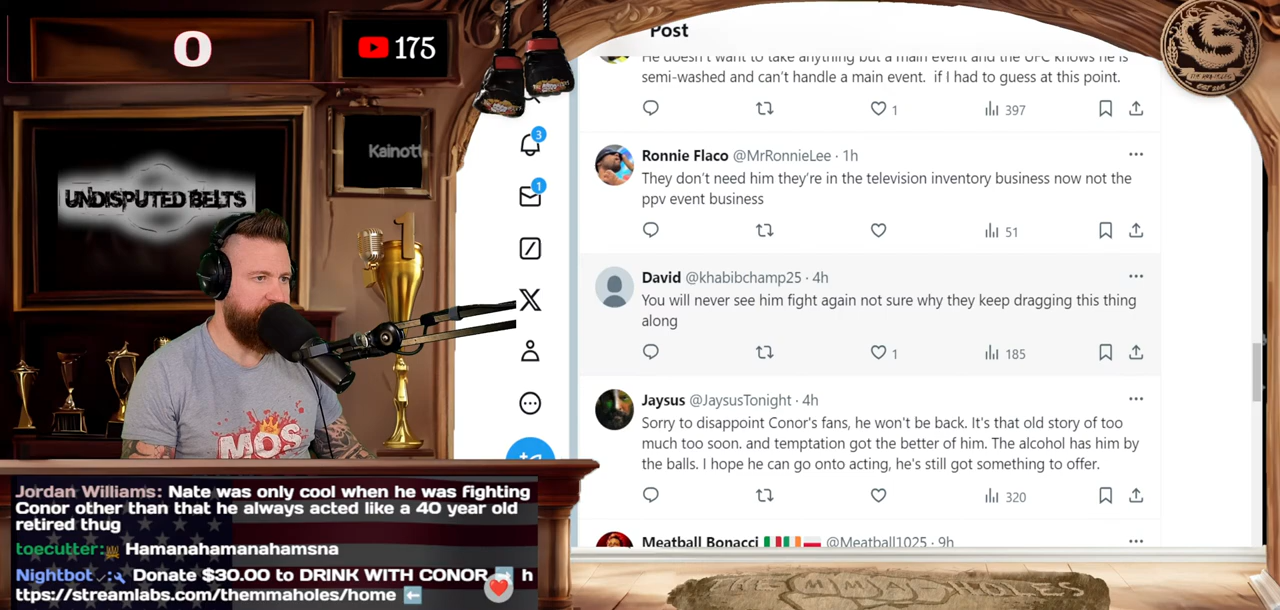 0
175
UNDISPUTED BELTS
1
MOS
Jordan Williams: Nate was only cool when he was fighting
Conor other than that he always acted like a 40 year old
retired thug
toecutter: Hamanahamanahamsna
Nightbot : Donate $30.00 to DRINK WITH CONOR h
ttps://streamlabs.com/themmaholes/home
3
1
Post
He doesn't want to take anything but a main event and the UFC knows he is
semi-washed and can't handle a main event. if I had to guess at this point.
1 397
Ronnie Flaco @MrRonnieLee · 1h
They don't need him they're in the television inventory business now not the
ppv event business
51
David @khabibchamp25 · 4h
You will never see him fight again not sure why they keep dragging this thing
along
1 185
Jaysus @JaysusTonight · 4h
Sorry to disappoint Conor's fans, he won't be back. It's that old story of too
much too soon. and temptation got the better of him. The alcohol has him by
the balls. I hope he can go onto acting, he's still got something to offer.
320
Meatball Bonacci @Meatball1025 · 9h
THE MMAHOLES